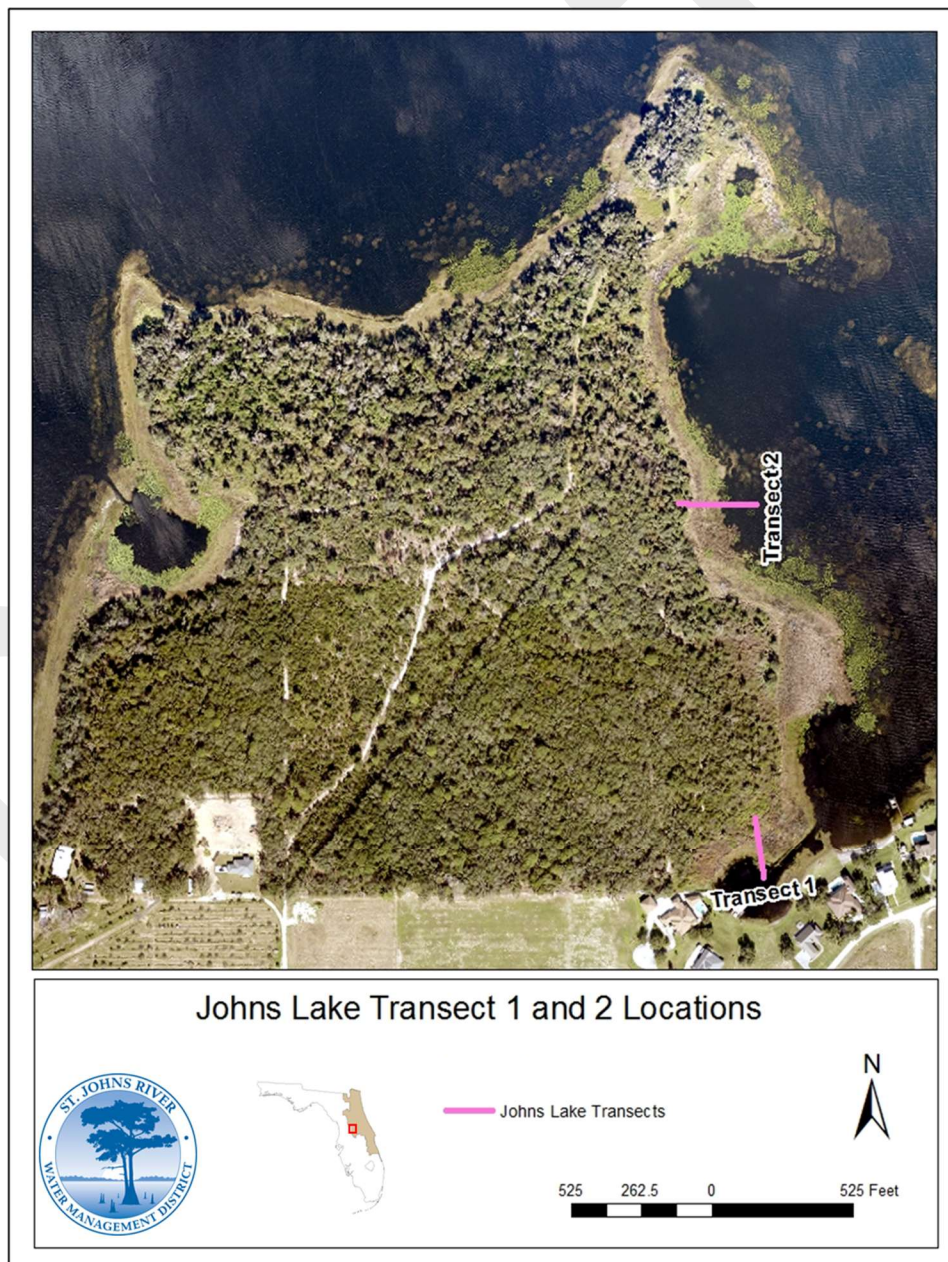 Transect 2
Transect 1
Johns Lake Transect 1 and 2 Locations
ST. JOHNS RIVER
WATER MANAGEMENT DISTRICT
Johns Lake Transects
N
525 262.5 0 525 Feet